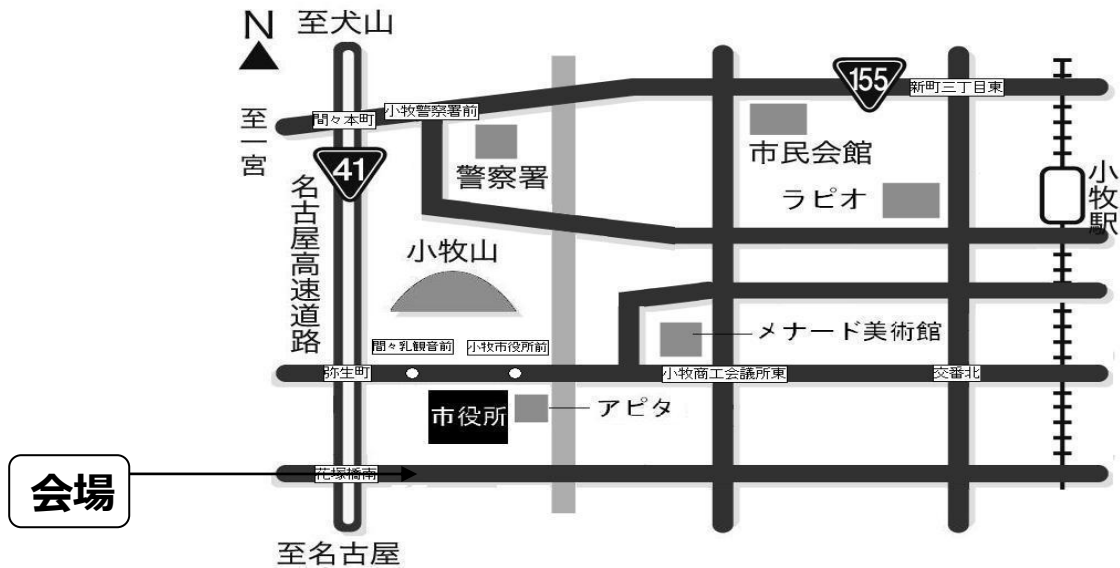 N
至犬山
155
新町三丁目東
小牧警察署前
間々本町
至一宮
41
警察署
市民会館
ラピオ
小牧駅
名古屋高速道路
小牧山
メナード美術館
間々乳観音前
小牧市役所前
弥生町
小牧商工会議所東
交番北
市役所
アピタ
会場
花塚橋南
至名古屋